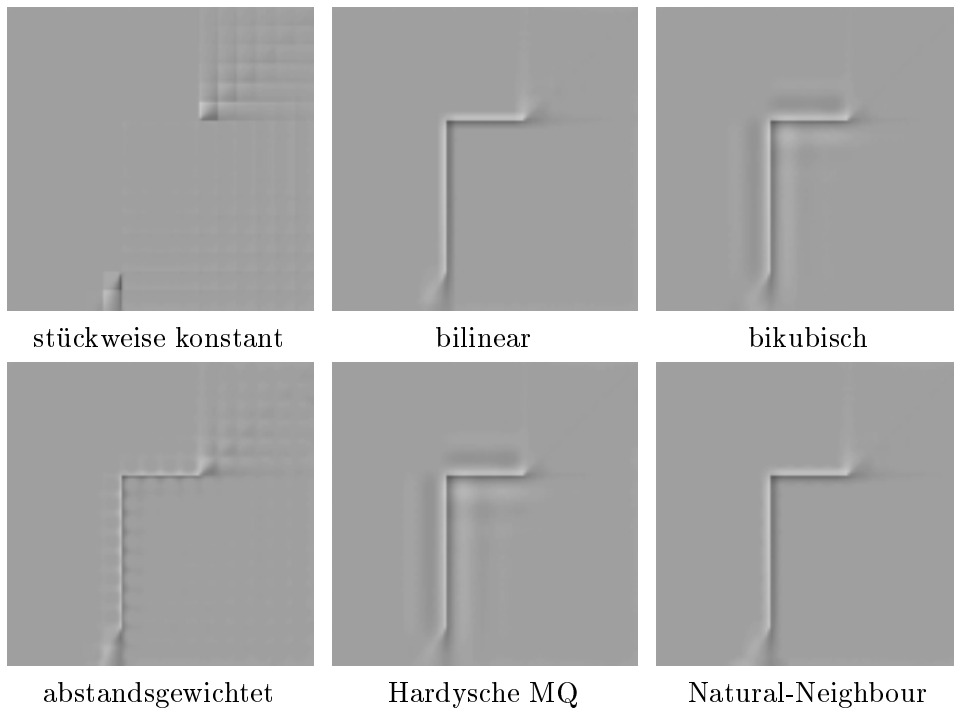 stückweise konstant
bilinear
bikubisch
abstandsgewichtet
Hardysche MQ
Natural-Neighbour